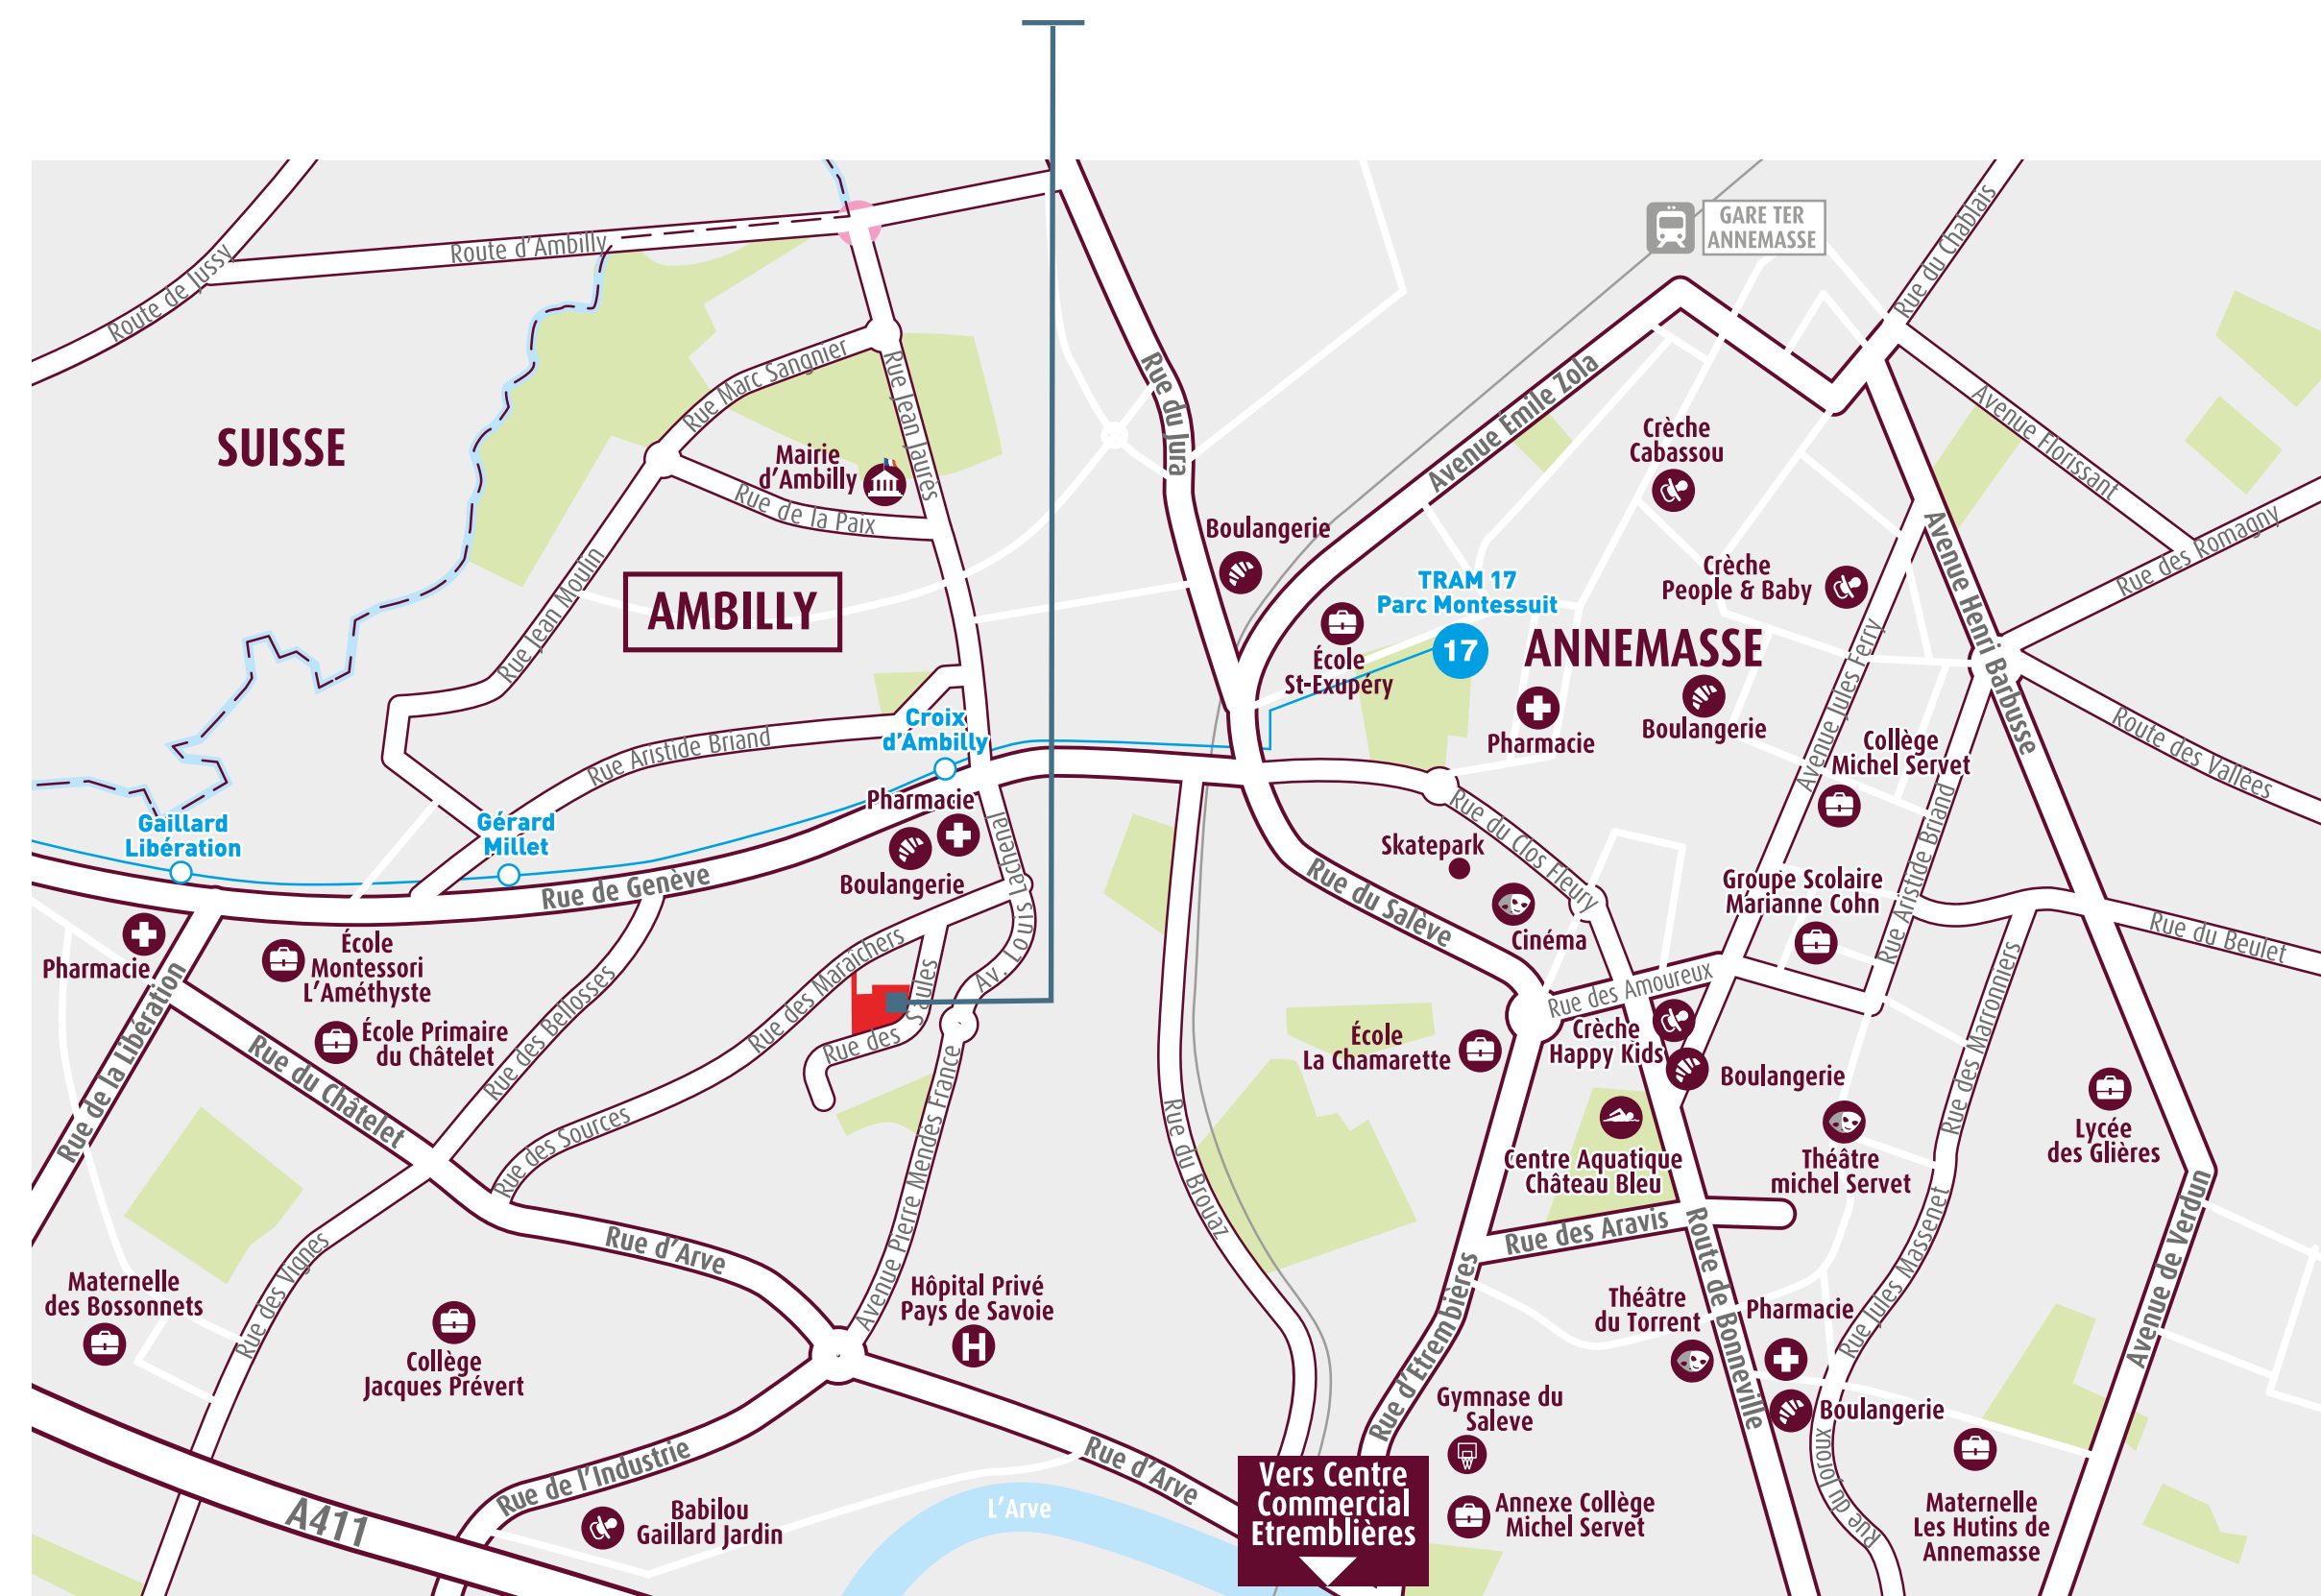 GARE TER
ANNEMASSE
Rue du Chablais
Route d'Ambilly
Route de Jussy
Rue Marc Sangnier
Rue Jean Jaurès
Rue du Jura
Avenue Émile Zola
Avenue Florissant
SUISSE
Mairie
d'Ambilly
Rue de la Paix
Crèche
Cabassou
Boulangerie
Avenue Henri Barbusse
Rue des Romagny
Rue Jean Moulin
AMBILLY
TRAM 17
Parc Montessuit
17
Crèche
People & Baby
École
St-Exupéry
ANNEMASSE
Pharmacie
Boulangerie
Avenue Jules Ferry
Route des Vallées
Croix
d'Ambilly
Rue Aristide Briand
Collège
Michel Servet
Rue Aristide Briand
Gaillard
Libération
Gérard
Millet
Pharmacie
Boulangerie
Rue de Genève
Av. Louis Lachenal
Skatepark
Rue du Clos Fleury
Rue du Salève
Cinéma
Groupe Scolaire
Marianne Cohn
Rue du Beulet
Pharmacie
École
Montessori
L'Améthyste
Rue des Maraîchers
École Primaire
du Châtelet
Rue des Bellosses
Rue des Saules
Rue de la Libération
Rue du Châtelet
Rue des Sources
Avenue Pierre Mendès France
Rue du Brouaz
École
La Chamarette
Rue des Amoureux
Crèche
Happy Kids
Boulangerie
Rue des Marronniers
Centre Aquatique
Château Bleu
Théâtre
michel Servet
Lycée
des Glières
Rue des Aravis
Rue d'Arve
Rue des Vignes
Maternelle
des Bossonnets
Collège
Jacques Prévert
Hôpital Privé
Pays de Savoie
H
Rue d'Etrembières
Route de Bonneville
Théâtre
du Torrent
Pharmacie
Rue Jules Massenet
Avenue de Verdun
Gymnase du
Saleve
Boulangerie
Rue du Joroux
Rue de l'Industrie
Rue d'Arve
A411
Babilou
Gaillard Jardin
L'Arve
Vers Centre
Commercial
Etremblières
Annexe Collège
Michel Servet
Maternelle
Les Hutins de
Annemasse